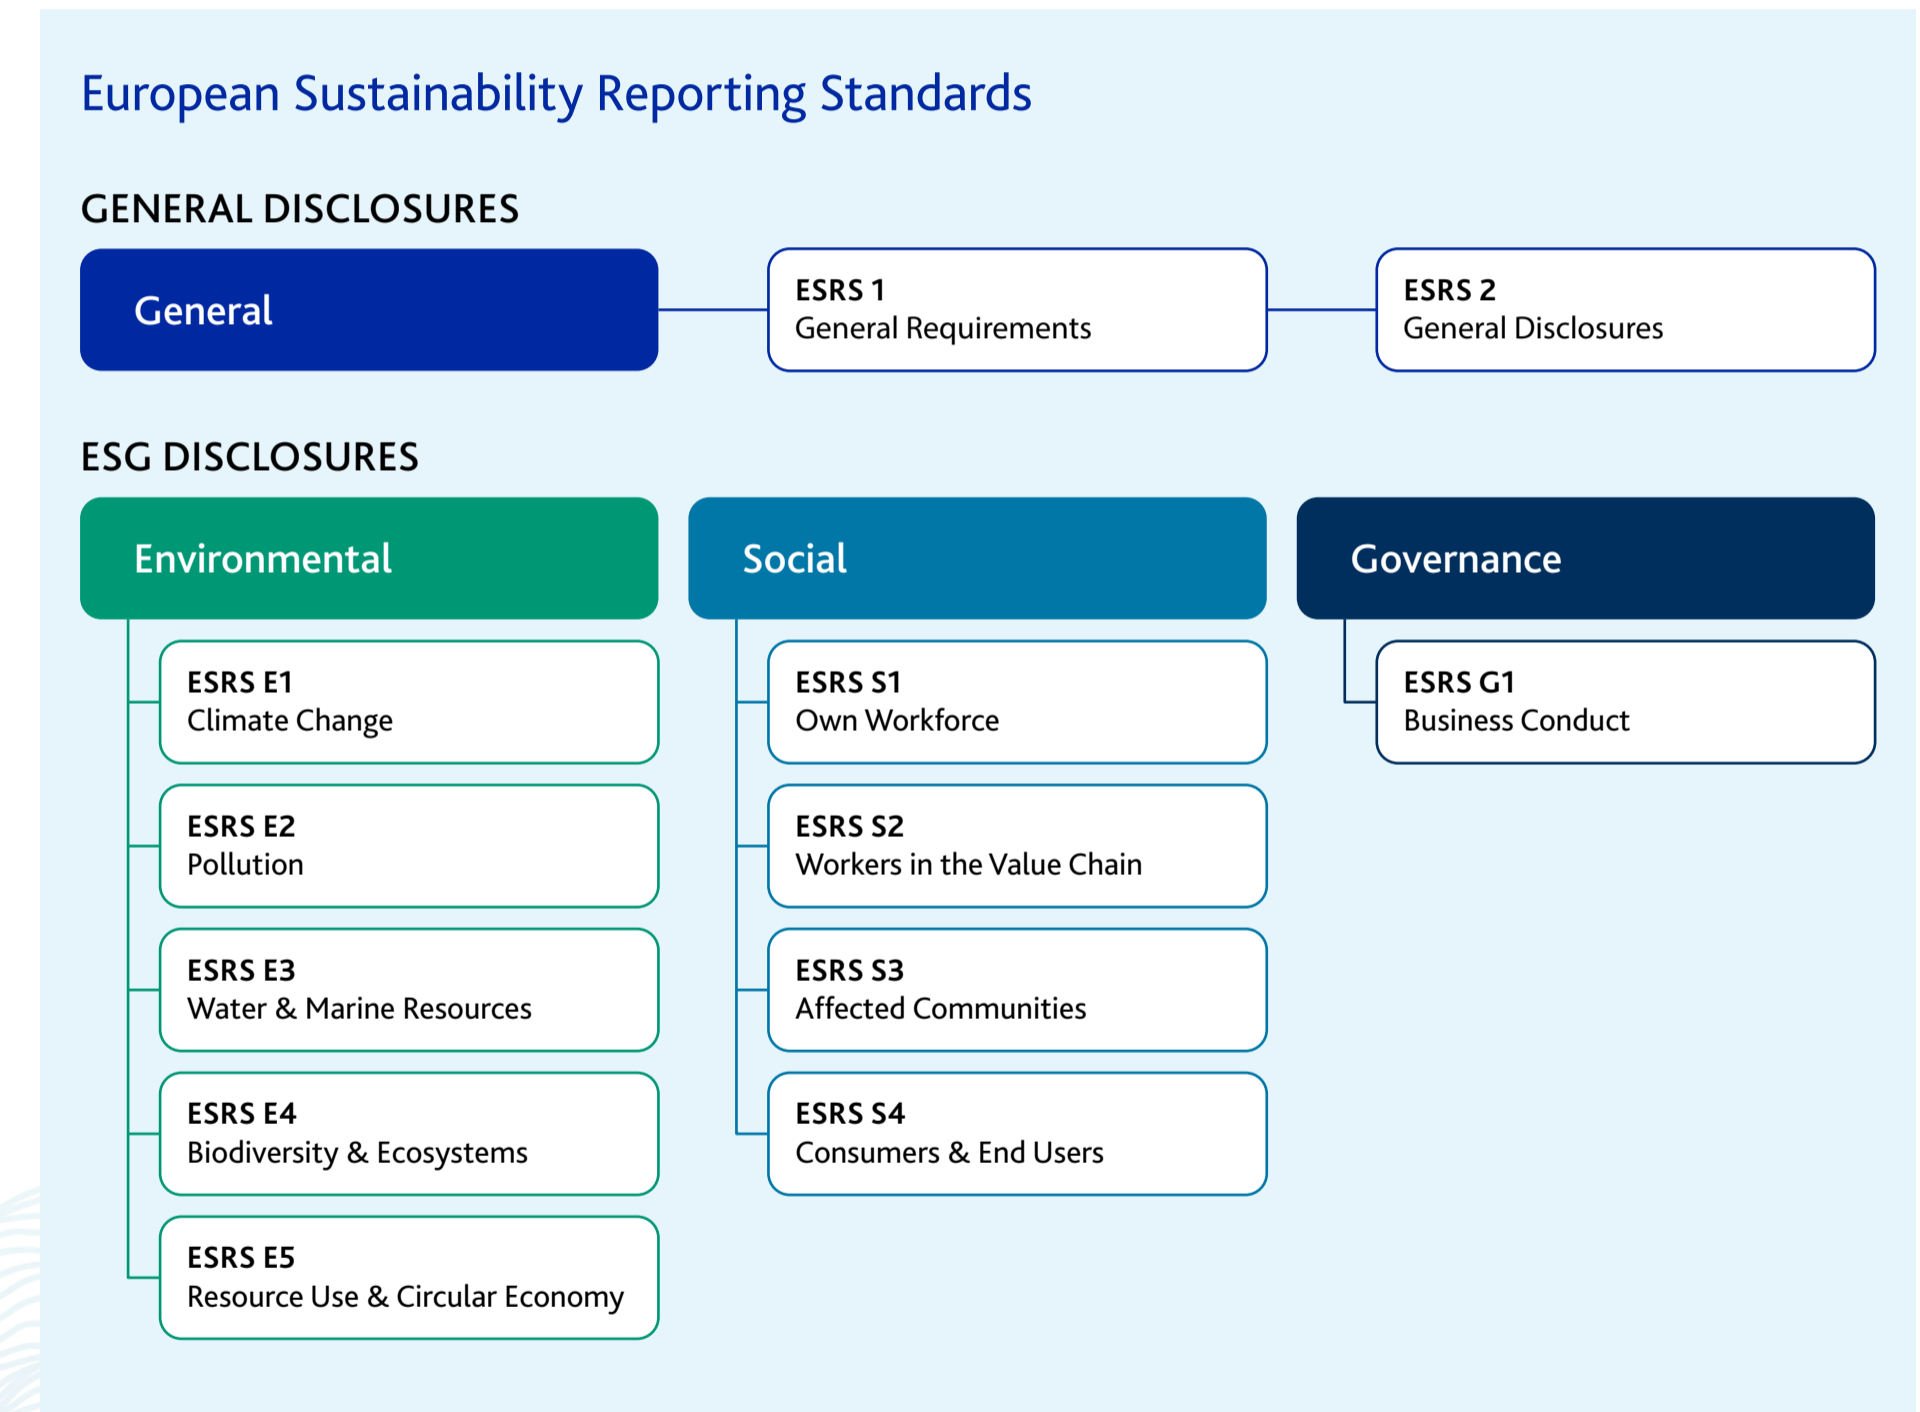 European Sustainability Reporting Standards
GENERAL DISCLOSURES
General
ESRS 1
General Requirements
ESRS 2
General Disclosures
ESG DISCLOSURES
Environmental
ESRS E1
Climate Change
ESRS E2
Pollution
ESRS E3
Water & Marine Resources
ESRS E4
Biodiversity & Ecosystems
ESRS E5
Resource Use & Circular Economy
Social
ESRS S1
Own Workforce
ESRS S2
Workers in the Value Chain
ESRS S3
Affected Communities
ESRS S4
Consumers & End Users
Governance
ESRS G1
Business Conduct